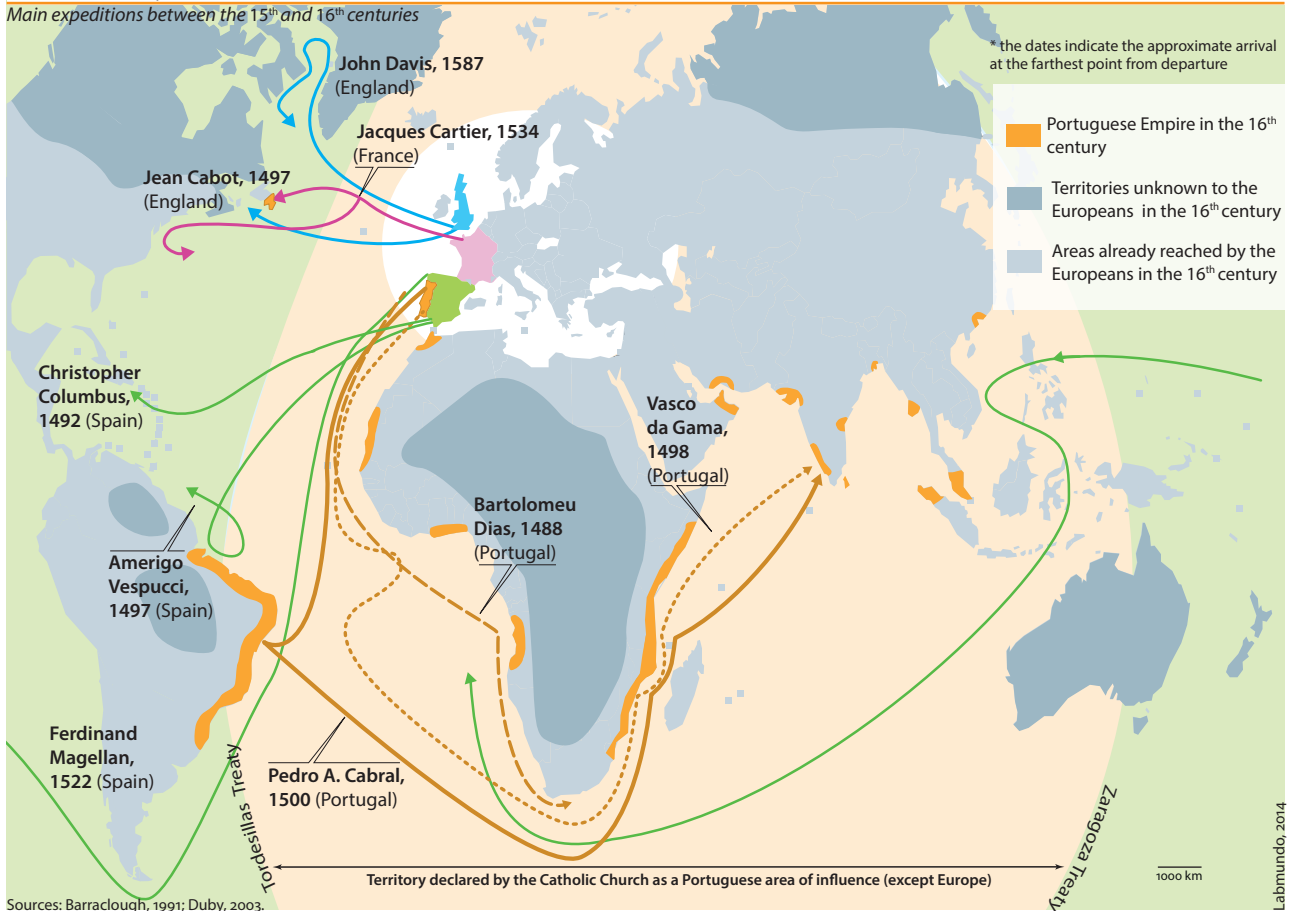 Main expeditions between the 15th and 16th centuries
* the dates indicate the approximate arrival
at the farthest point from departure
John Davis, 1587
(England)
Portuguese Empire in the 16th
century
Jacques Cartier, 1534
(France)
Jean Cabot, 1497
(England)
Territories unknown to the
Europeans in the 16th century
Areas already reached by the
Europeans in the 16th century
Christopher
Columbus,
1492 (Spain)
Vasco
da Gama,
1498
(Portugal)
Bartolomeu
Dias, 1488
(Portugal)
Amerigo
Vespucci,
1497 (Spain)
Ferdinand
Magellan,
1522 (Spain)
Pedro A. Cabral,
1500 (Portugal)
Tordesillas Treaty
Zaragoza Treaty
Territory declared by the Catholic Church as a Portuguese area of influence (except Europe)
1000 km
Labmundo, 2014
Sources: Barraclough, 1991; Duby, 2003.